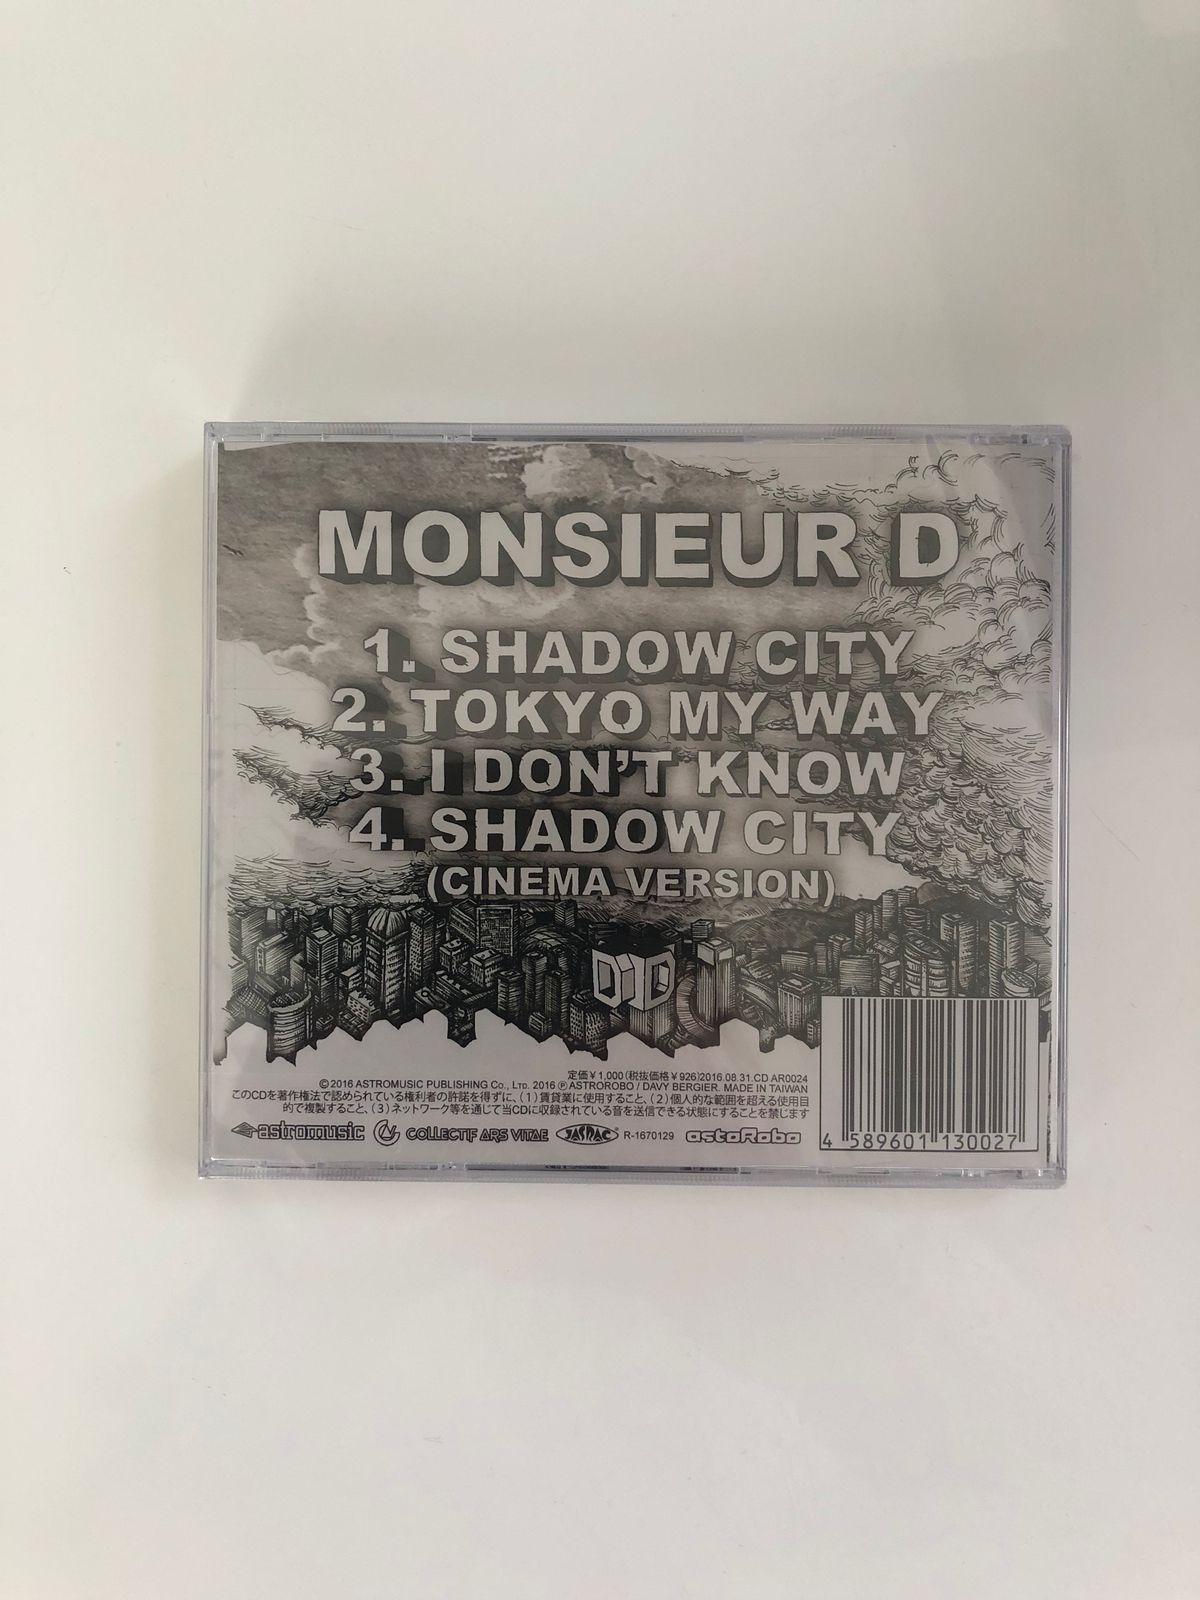 MONSIEUR D
1. SHADOW CITY
2. TOKYO MY WAY
3. I DON'T KNOW
4. SHADOW CITY
(CINEMA VERSION)
DD
定価¥1,000(税抜価格¥926)2016.08.31.CD AR0024
©2016 ASTROMUSIC PUBLISHING Co., LTD. 2016 ℗ ASTROROBO / DAVY BERGIER. MADE IN TAIWAN
このCDを著作権法で認められている権利者の許諾を得ずに、(1)賃貸業に使用すること、(2)個人的な範囲を超える使用目
的で複製すること、(3)ネットワーク等を通じて当CDに収録されている音を送信できる状態にすることを禁じます
astromusic COLLECTIF ARS VITAE JASRAC R-1670129 astoRobo
4 589601 130027